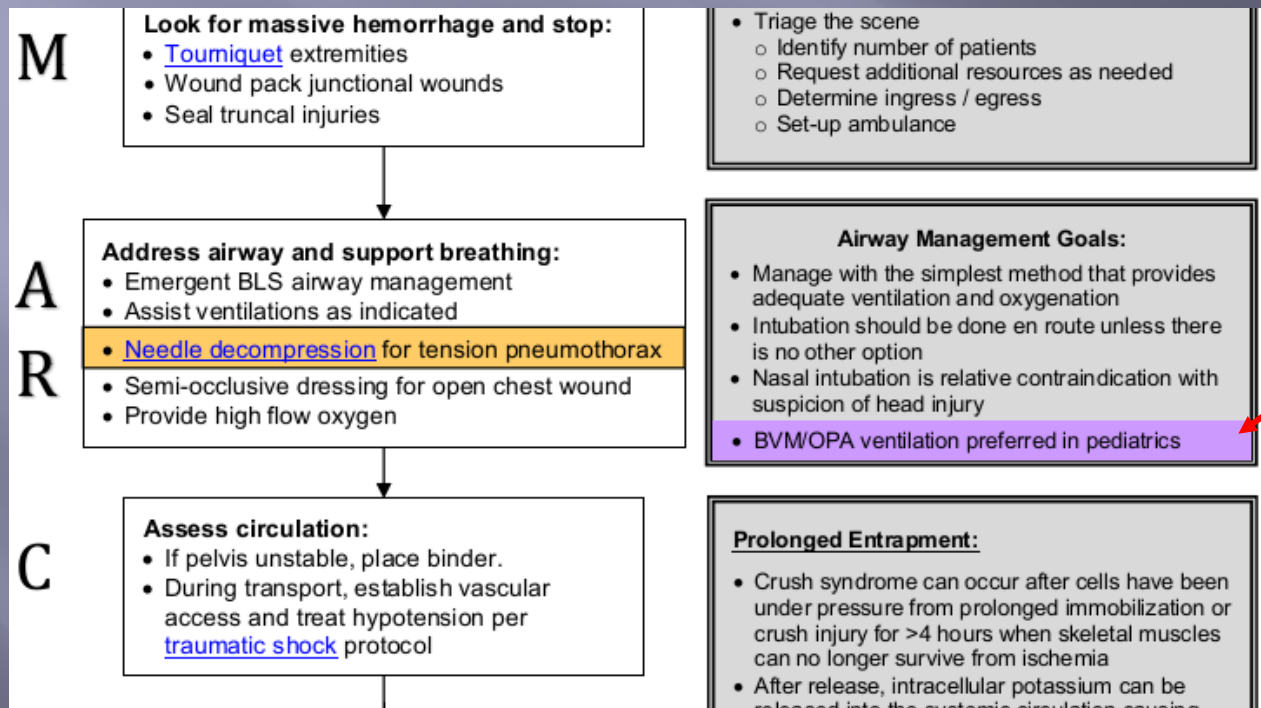 M
Look for massive hemorrhage and stop:
• Tourniquet extremities
• Wound pack junctional wounds
• Seal truncal injuries
• Triage the scene
o Identify number of patients
o Request additional resources as needed
o Determine ingress / egress
o Set-up ambulance
A
R
Address airway and support breathing:
• Emergent BLS airway management
• Assist ventilations as indicated
• Needle decompression for tension pneumothorax
• Semi-occlusive dressing for open chest wound
• Provide high flow oxygen
Airway Management Goals:
• Manage with the simplest method that provides
adequate ventilation and oxygenation
• Intubation should be done en route unless there
is no other option
• Nasal intubation is relative contraindication with
suspicion of head injury
• BVM/OPA ventilation preferred in pediatrics
C
Assess circulation:
• If pelvis unstable, place binder.
• During transport, establish vascular
access and treat hypotension per
traumatic shock protocol
Prolonged Entrapment:
• Crush syndrome can occur after cells have been
under pressure from prolonged immobilization or
crush injury for >4 hours when skeletal muscles
can no longer survive from ischemia
• After release, intracellular potassium can be
released into the systemic circulation causing